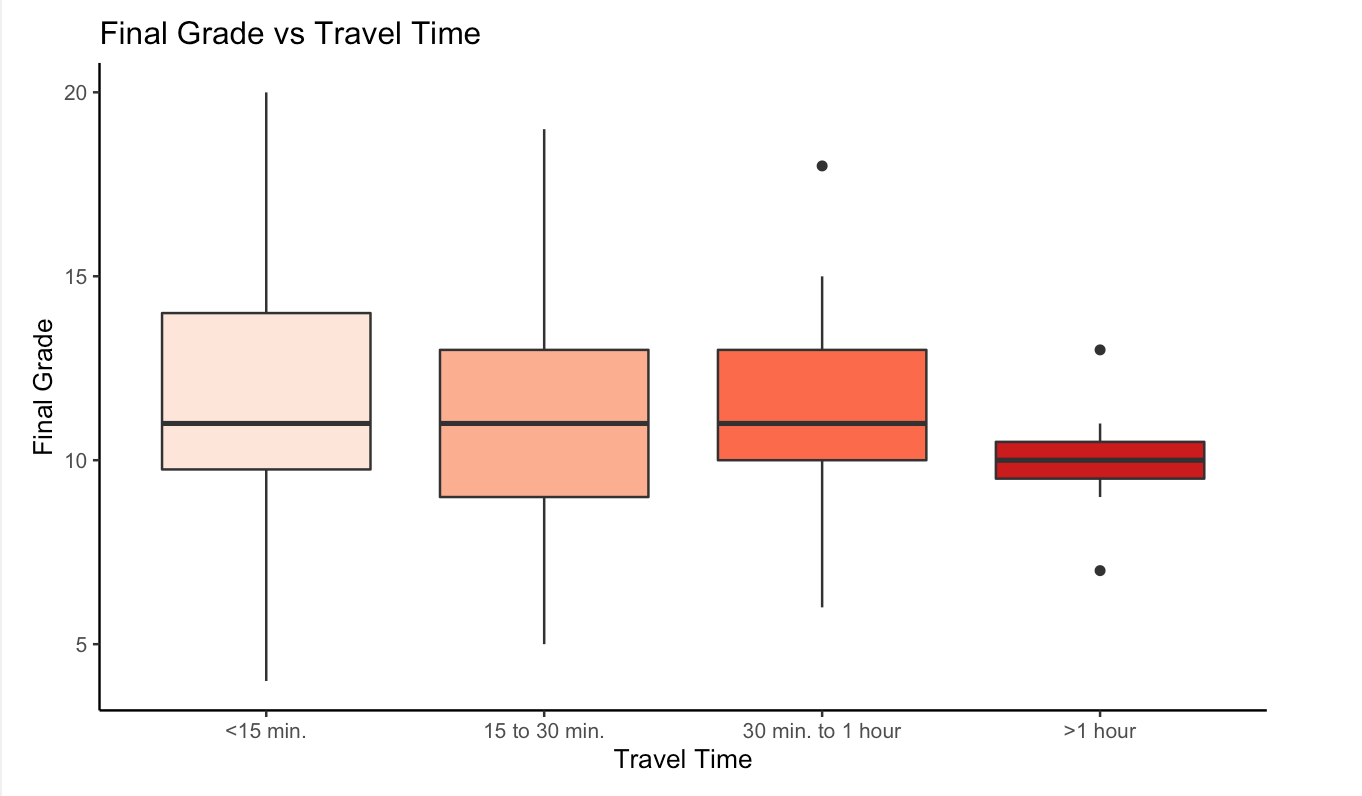 Final Grade vs Travel Time
20
15
10
5
Final Grade
<15 min.
15 to 30 min.
30 min. to 1 hour
>1 hour
Travel Time